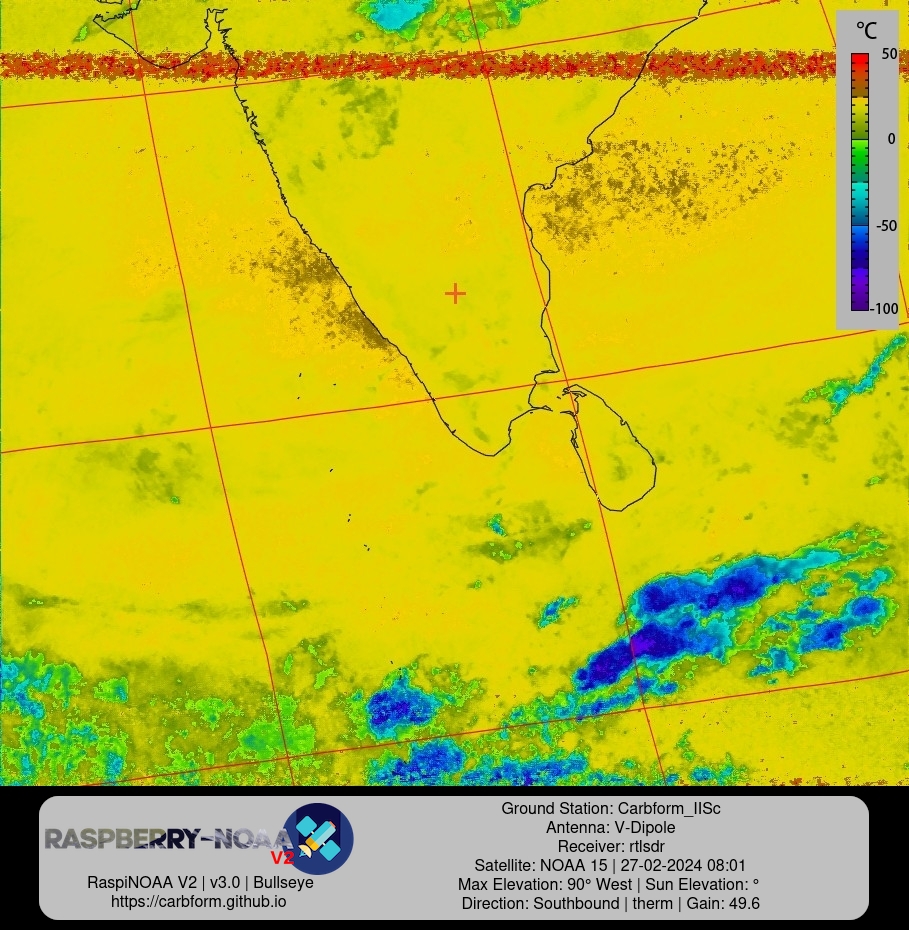 °C
50
0
-50
-100
RASPBERRY-NOAA
V2
RaspiNOAA V2 | v3.0 | Bullseye
https://carbform.github.io
Ground Station: Carbform_IISc
Antenna: V-Dipole
Receiver: rtlsdr
Satellite: NOAA 15 | 27-02-2024 08:01
Max Elevation: 90° West | Sun Elevation: °
Direction: Southbound | therm | Gain: 49.6